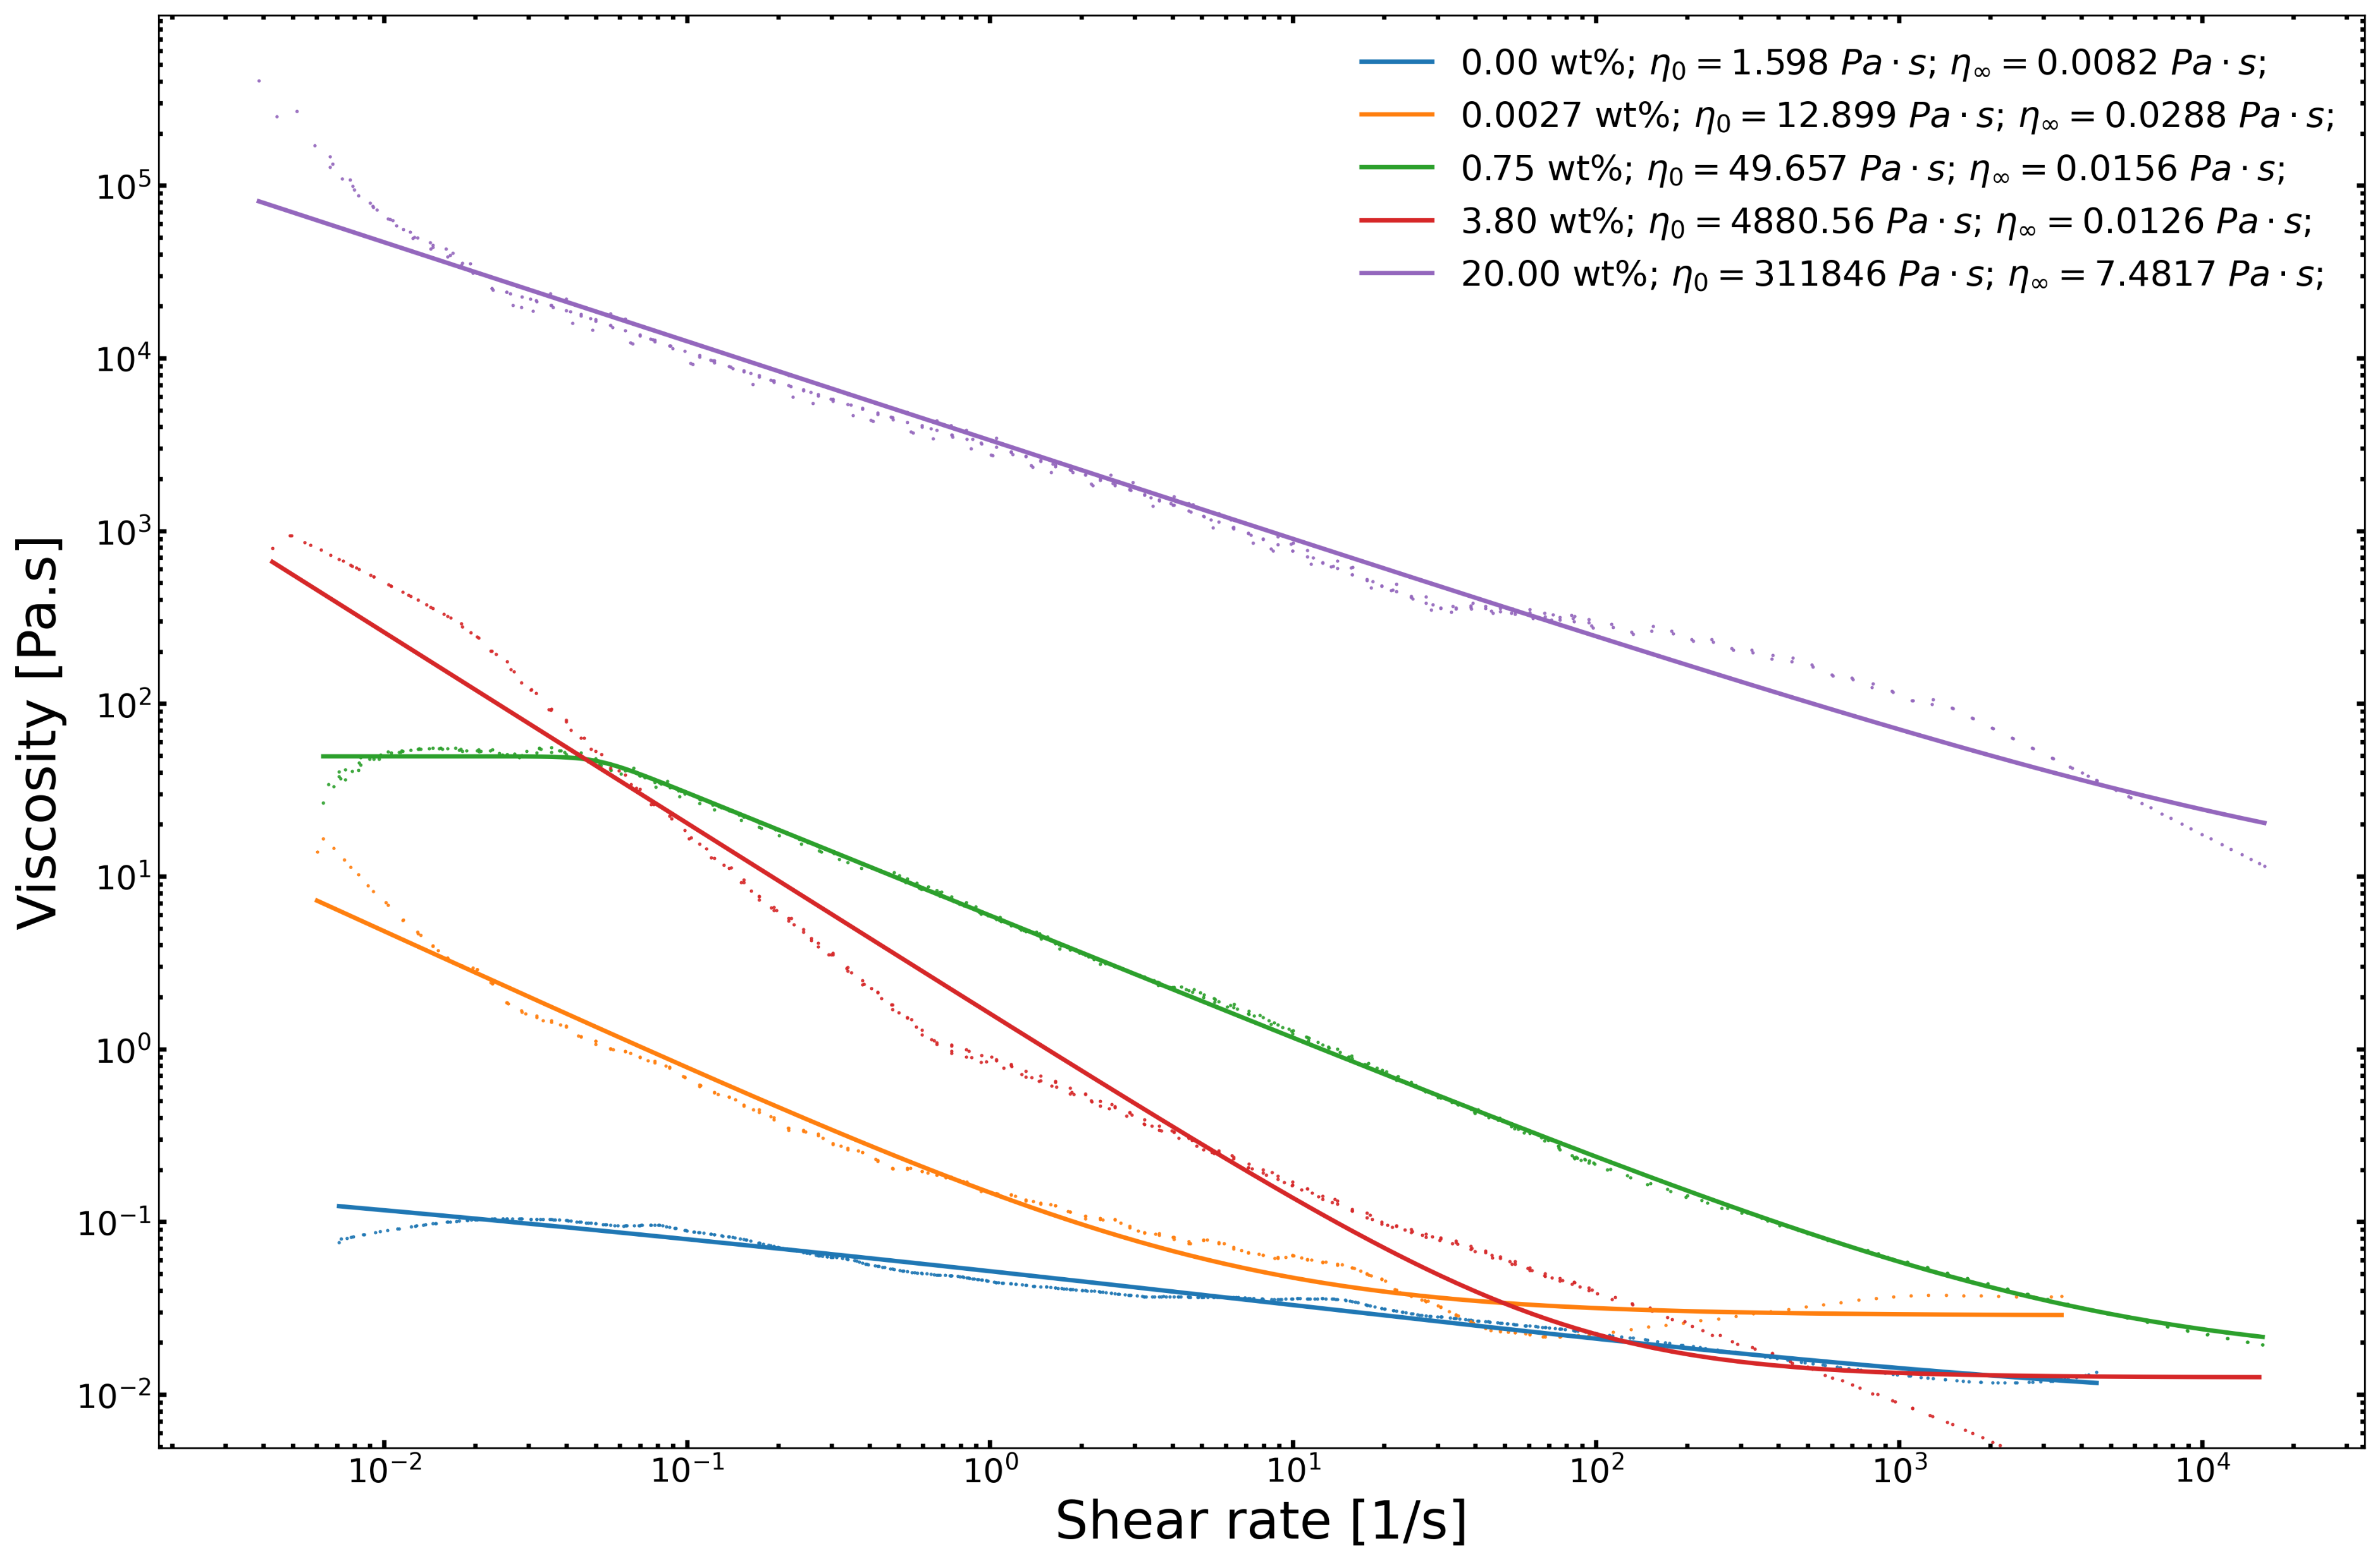 0.00 wt%; η₀ = 1.598 Pa · s; η∞ = 0.0082 Pa · s;
0.0027 wt%; η₀ = 12.899 Pa · s; η∞ = 0.0288 Pa · s;
0.75 wt%; η₀ = 49.657 Pa · s; η∞ = 0.0156 Pa · s;
3.80 wt%; η₀ = 4880.56 Pa · s; η∞ = 0.0126 Pa · s;
20.00 wt%; η₀ = 311846 Pa · s; η∞ = 7.4817 Pa · s;
Viscosity [Pa.s]
10⁵
10⁴
10³
10²
10¹
10⁰
10⁻¹
10⁻²
10⁻² 10⁻¹ 10⁰ 10¹ 10² 10³ 10⁴
Shear rate [1/s]